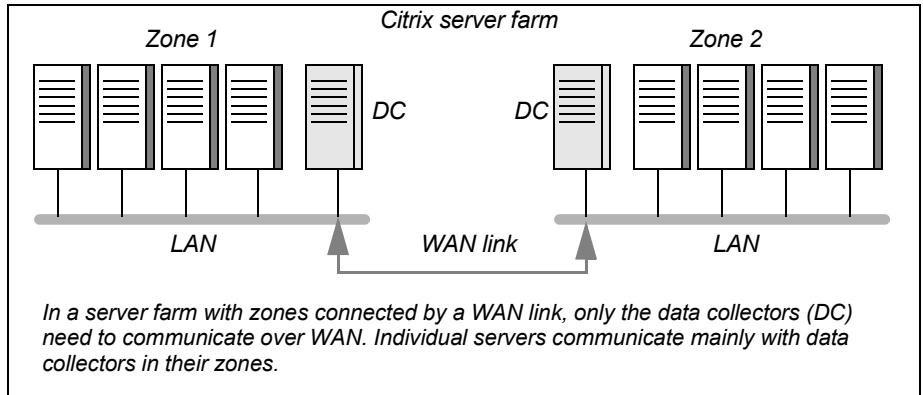 Citrix server farm
Zone 1
Zone 2
DC
DC
LAN
WAN link
LAN
In a server farm with zones connected by a WAN link, only the data collectors (DC)
need to communicate over WAN. Individual servers communicate mainly with data
collectors in their zones.